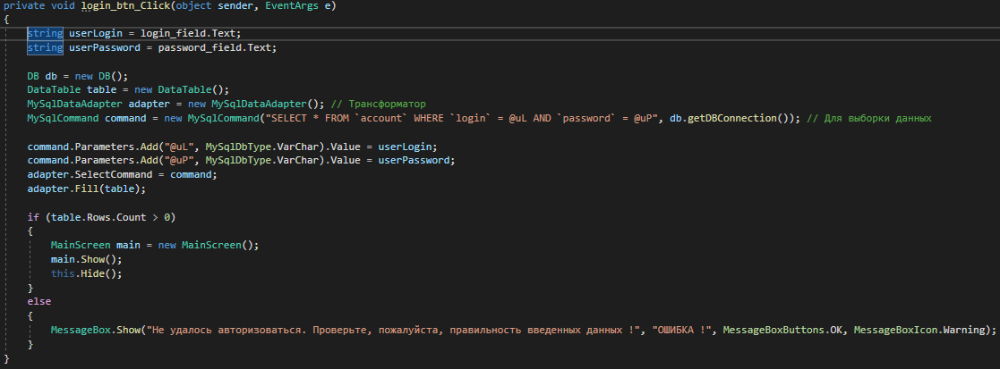 private void login_btn_Click(object sender, EventArgs e)
{
string userLogin = login_field.Text;
string userPassword = password_field.Text;
DB db = new DB();
DataTable table = new DataTable();
MySqlDataAdapter adapter = new MySqlDataAdapter(); // Трансформатор
MySqlCommand command = new MySqlCommand("SELECT * FROM `account` WHERE `login` = @uL AND `password` = @uP", db.getDBConnection()); // Для выборки данных
command.Parameters.Add("@uL", MySqlDbType.VarChar).Value = userLogin;
command.Parameters.Add("@uP", MySqlDbType.VarChar).Value = userPassword;
adapter.SelectCommand = command;
adapter.Fill(table);
if (table.Rows.Count > 0)
{
MainScreen main = new MainScreen();
main.Show();
this.Hide();
}
else
{
MessageBox.Show("Не удалось авторизоваться. Проверьте, пожалуйста, правильность введенных данных !", "ОШИБКА !", MessageBoxButtons.OK, MessageBoxIcon.Warning);
}
}